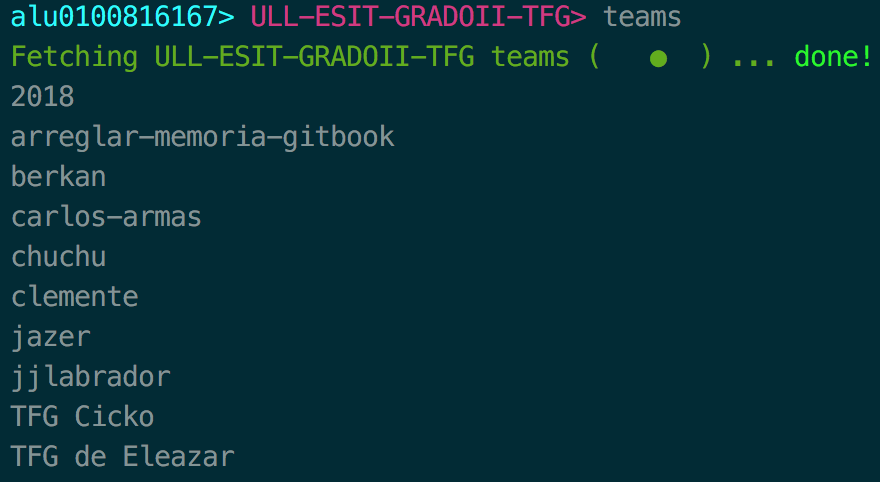 alu0100816167> ULL-ESIT-GRADOII-TFG> teams
Fetching ULL-ESIT-GRADOII-TFG teams (   ●  ) ... done!
2018
arreglar-memoria-gitbook
berkan
carlos-armas
chuchu
clemente
jazer
jjlabrador
TFG Cicko
TFG de Eleazar